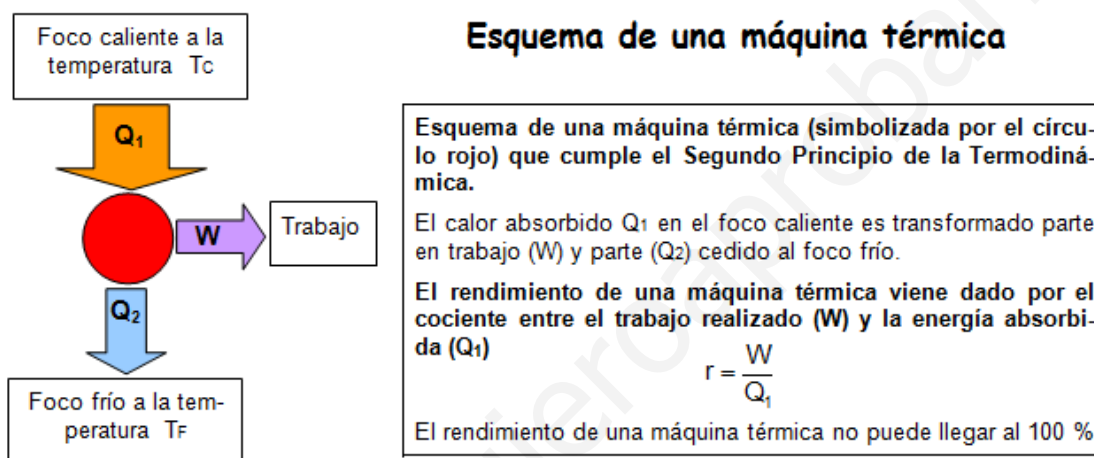 Esquema de una máquina térmica
Foco caliente a la
temperatura Tc
Q₁
W
Trabajo
Q₂
Foco frío a la tem-
peratura TF
Esquema de una máquina térmica (simbolizada por el círcu-
lo rojo) que cumple el Segundo Principio de la Termodiná-
mica.
El calor absorbido Q₁ en el foco caliente es transformado parte
en trabajo (W) y parte (Q₂) cedido al foco frío.
El rendimiento de una máquina térmica viene dado por el
cociente entre el trabajo realizado (W) y la energía absorbi-
da (Q₁)
r = W / Q₁
El rendimiento de una máquina térmica no puede llegar al 100 %